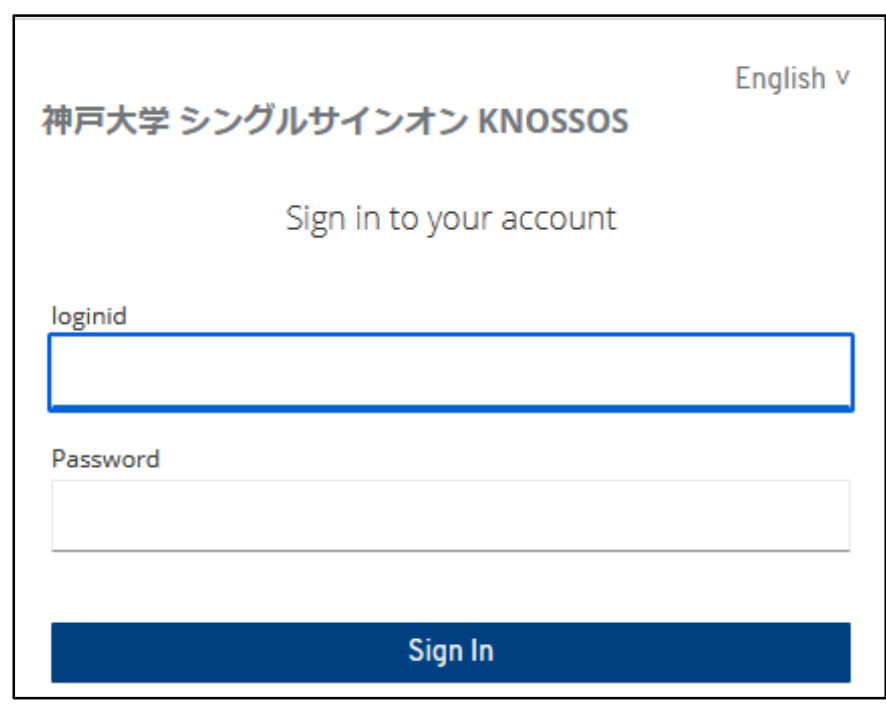 English ∨
神戸大学 シングルサインオン KNOSSOS
Sign in to your account
loginid
Password
Sign In